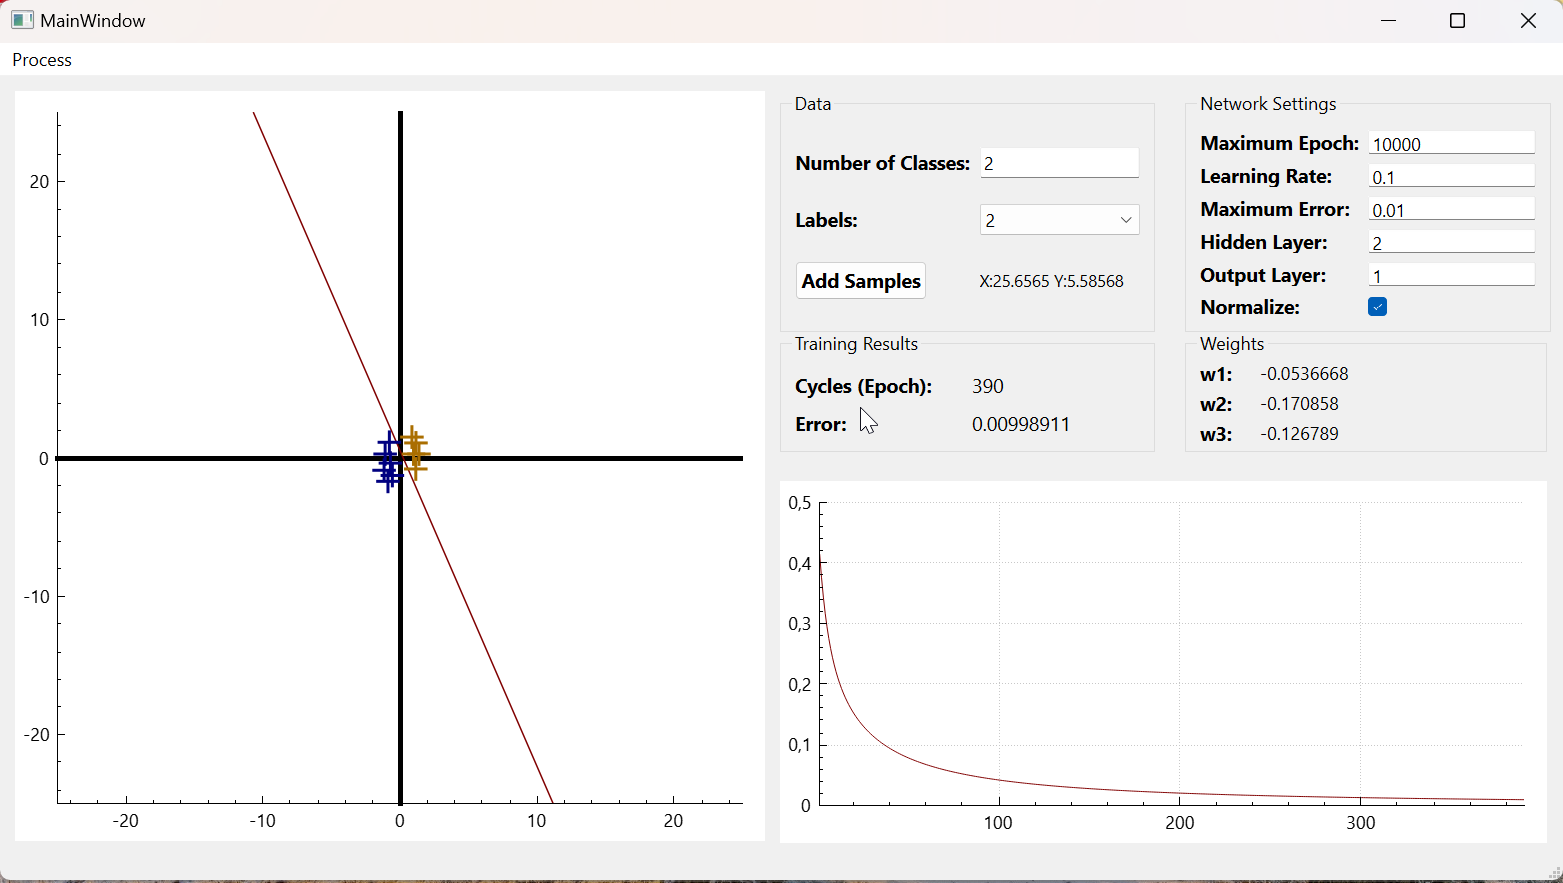 MainWindow
Process
20
10
0
-10
-20
-20
-10
0
10
20
Data
Number of Classes: 2
Labels: 2
Add Samples X:25.6565 Y:5.58568
Network Settings
Maximum Epoch: 10000
Learning Rate: 0.1
Maximum Error: 0.01
Hidden Layer: 2
Output Layer: 1
Normalize:
Training Results
Cycles (Epoch): 390
Error: 0.00998911
Weights
w1: -0.0536668
w2: -0.170858
w3: -0.126789
0,5
0,4
0,3
0,2
0,1
0
100
200
300